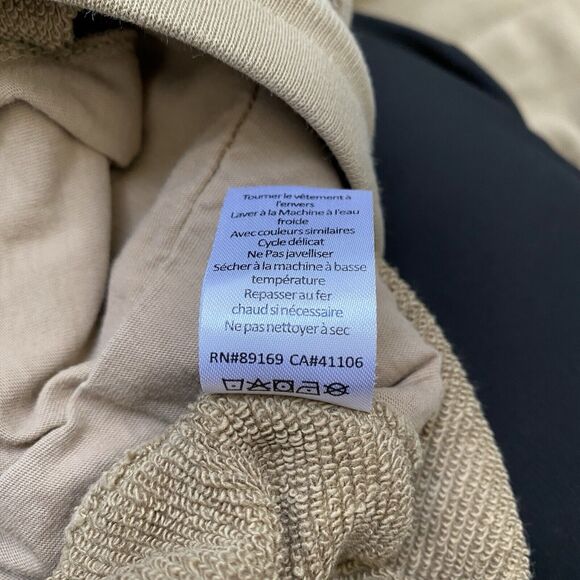 Tourner le vêtement à
l'envers
Laver à la Machine à l'eau
froide
Avec couleurs similaires
Cycle délicat
Ne Pas javelliser
Sécher à la machine à basse
température
Repasser au fer
chaud si nécessaire
Ne pas nettoyer à sec
RN#89169 CA#41106